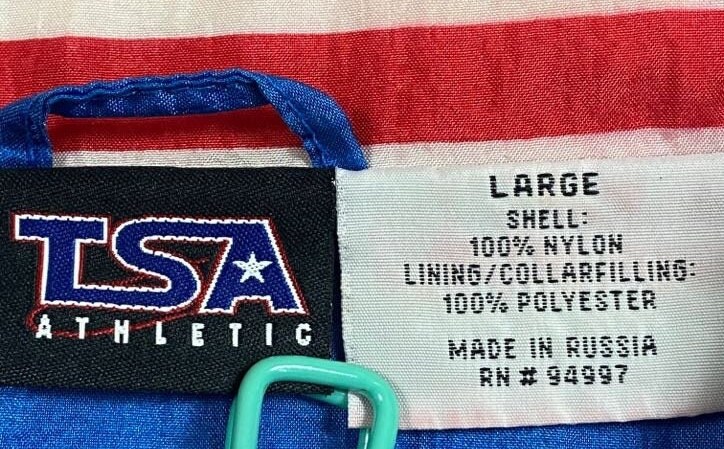 TSA
ATHLETIC
LARGE
SHELL:
100% NYLON
LINING/COLLARFILLING:
100% POLYESTER
MADE IN RUSSIA
RN # 94997